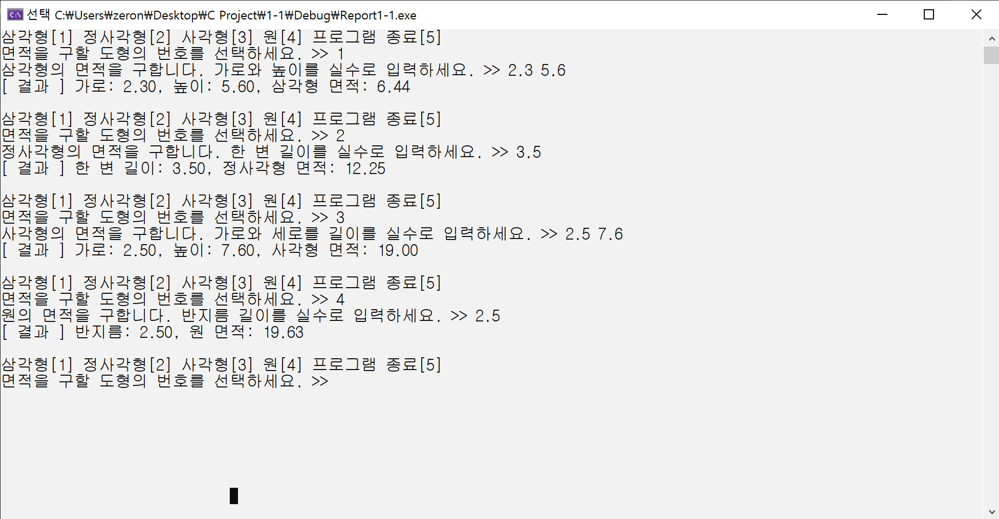 선택 C:₩Users₩zeron₩Desktop₩C Project₩1-1₩Debug₩Report1-1.exe
삼각형[1] 정사각형[2] 사각형[3] 원[4] 프로그램 종료[5]
면적을 구할 도형의 번호를 선택하세요. >> 1
삼각형의 면적을 구합니다. 가로와 높이를 실수로 입력하세요. >> 2.3 5.6
[ 결과 ] 가로: 2.30, 높이: 5.60, 삼각형 면적: 6.44
삼각형[1] 정사각형[2] 사각형[3] 원[4] 프로그램 종료[5]
면적을 구할 도형의 번호를 선택하세요. >> 2
정사각형의 면적을 구합니다. 한 변 길이를 실수로 입력하세요. >> 3.5
[ 결과 ] 한 변 길이: 3.50, 정사각형 면적: 12.25
삼각형[1] 정사각형[2] 사각형[3] 원[4] 프로그램 종료[5]
면적을 구할 도형의 번호를 선택하세요. >> 3
사각형의 면적을 구합니다. 가로와 세로를 길이를 실수로 입력하세요. >> 2.5 7.6
[ 결과 ] 가로: 2.50, 높이: 7.60, 사각형 면적: 19.00
삼각형[1] 정사각형[2] 사각형[3] 원[4] 프로그램 종료[5]
면적을 구할 도형의 번호를 선택하세요. >> 4
원의 면적을 구합니다. 반지름 길이를 실수로 입력하세요. >> 2.5
[ 결과 ] 반지름: 2.50, 원 면적: 19.63
삼각형[1] 정사각형[2] 사각형[3] 원[4] 프로그램 종료[5]
면적을 구할 도형의 번호를 선택하세요. >>